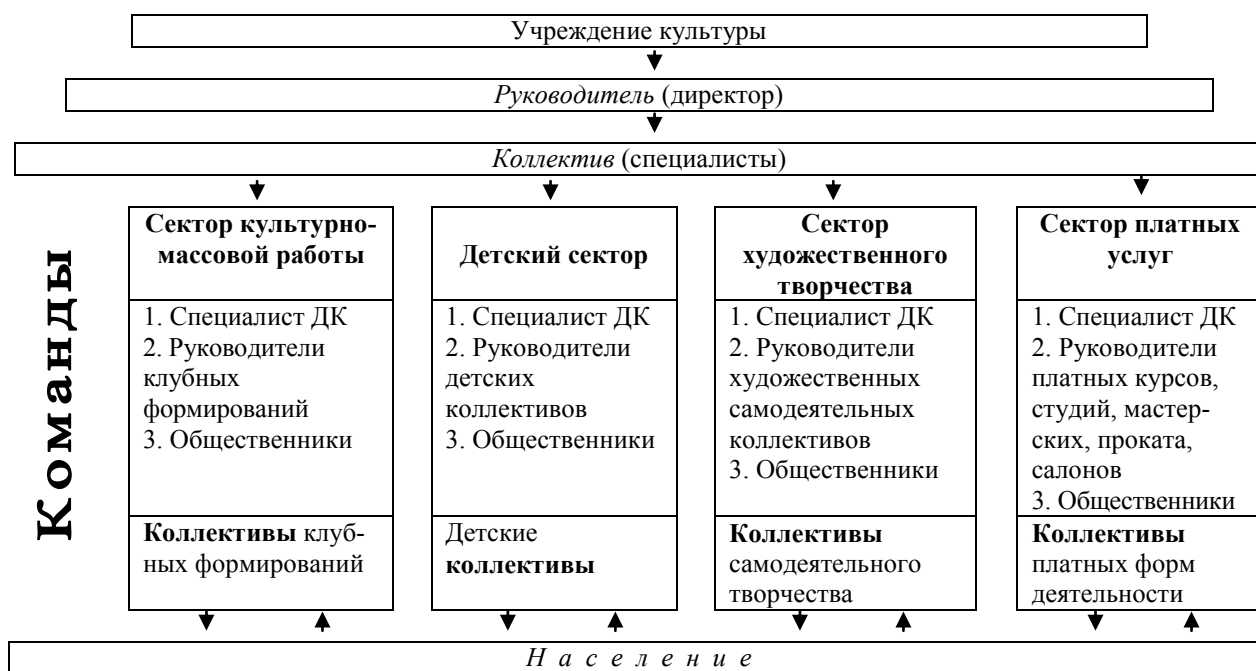 Учреждение культуры
Руководитель (директор)
Коллектив (специалисты)
Команды
Сектор культурно-
массовой работы
1. Специалист ДК
2. Руководители
клубных
формирований
3. Общественники
Коллективы клуб-
ных формирований
Детский сектор
1. Специалист ДК
2. Руководители
детских
коллективов
3. Общественники
Детские
коллективы
Сектор
художественного
творчества
1. Специалист ДК
2. Руководители
художественных
самодеятельных
коллективов
3. Общественники
Коллективы
самодеятельного
творчества
Сектор платных
услуг
1. Специалист ДК
2. Руководители
платных курсов,
студий, мастер-
ских, проката,
салонов
3. Общественники
Коллективы
платных форм
деятельности
Население